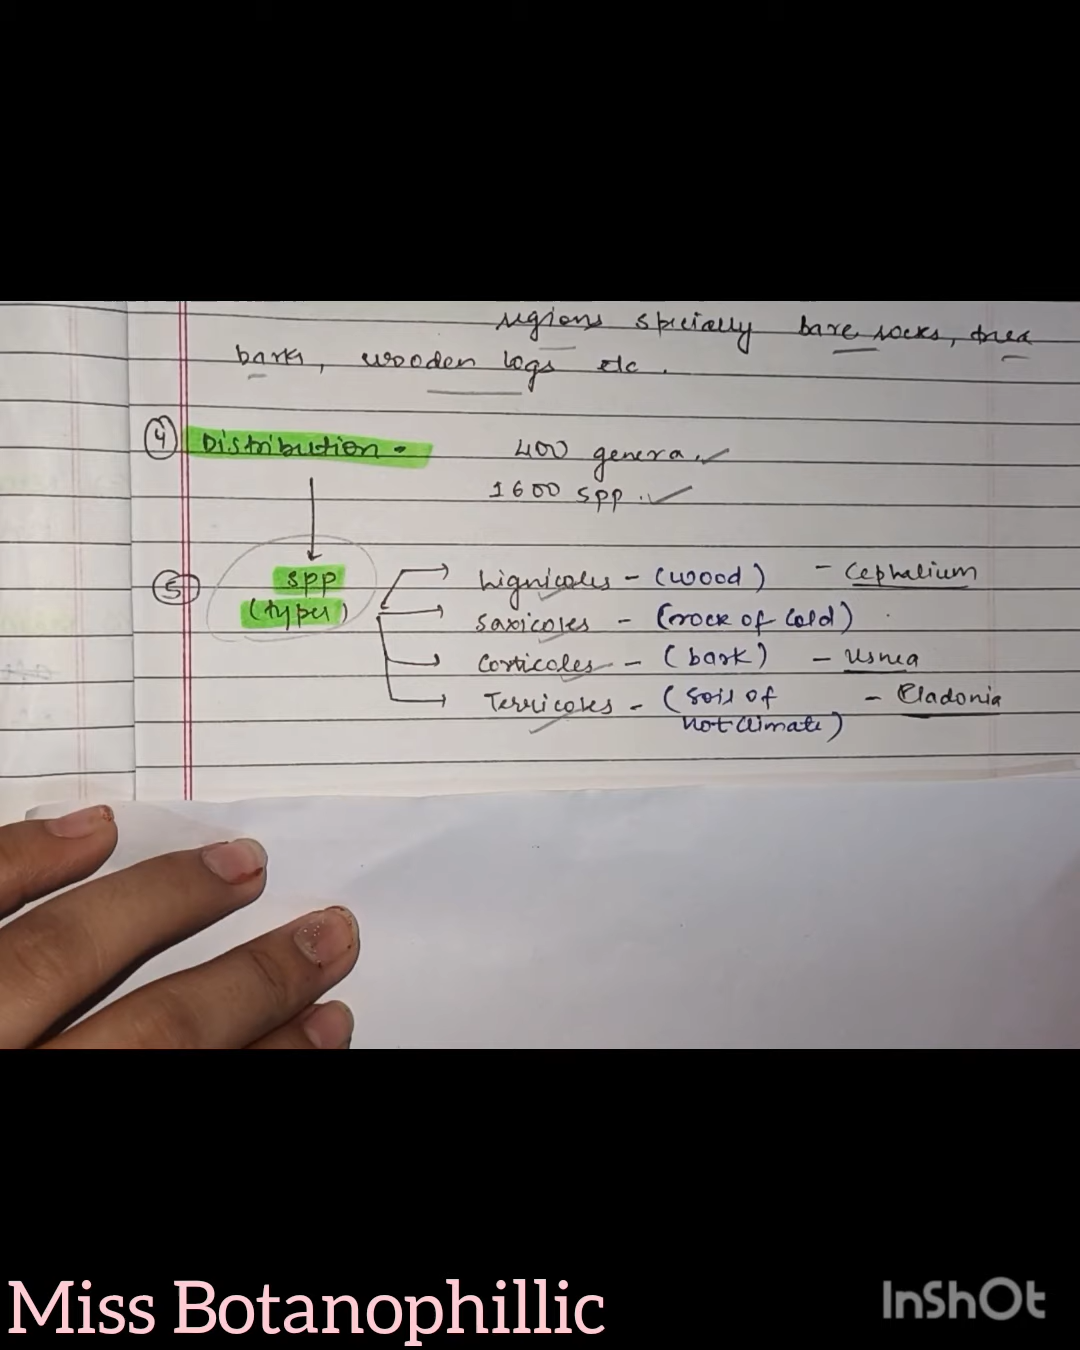 regions specially bare rocks, tree
barks, wooden logs etc.
④ Distribution - 400 genera.
1600 spp.
⑤ spp
(types)
Lignicoles - (wood) - Cephalium
Saxicoles - (rock of cold)
Corticoles - (bark) - Usnea
Terricoles - (soil of - Cladonia
hot climate)
Miss Botanophillic
InShOt